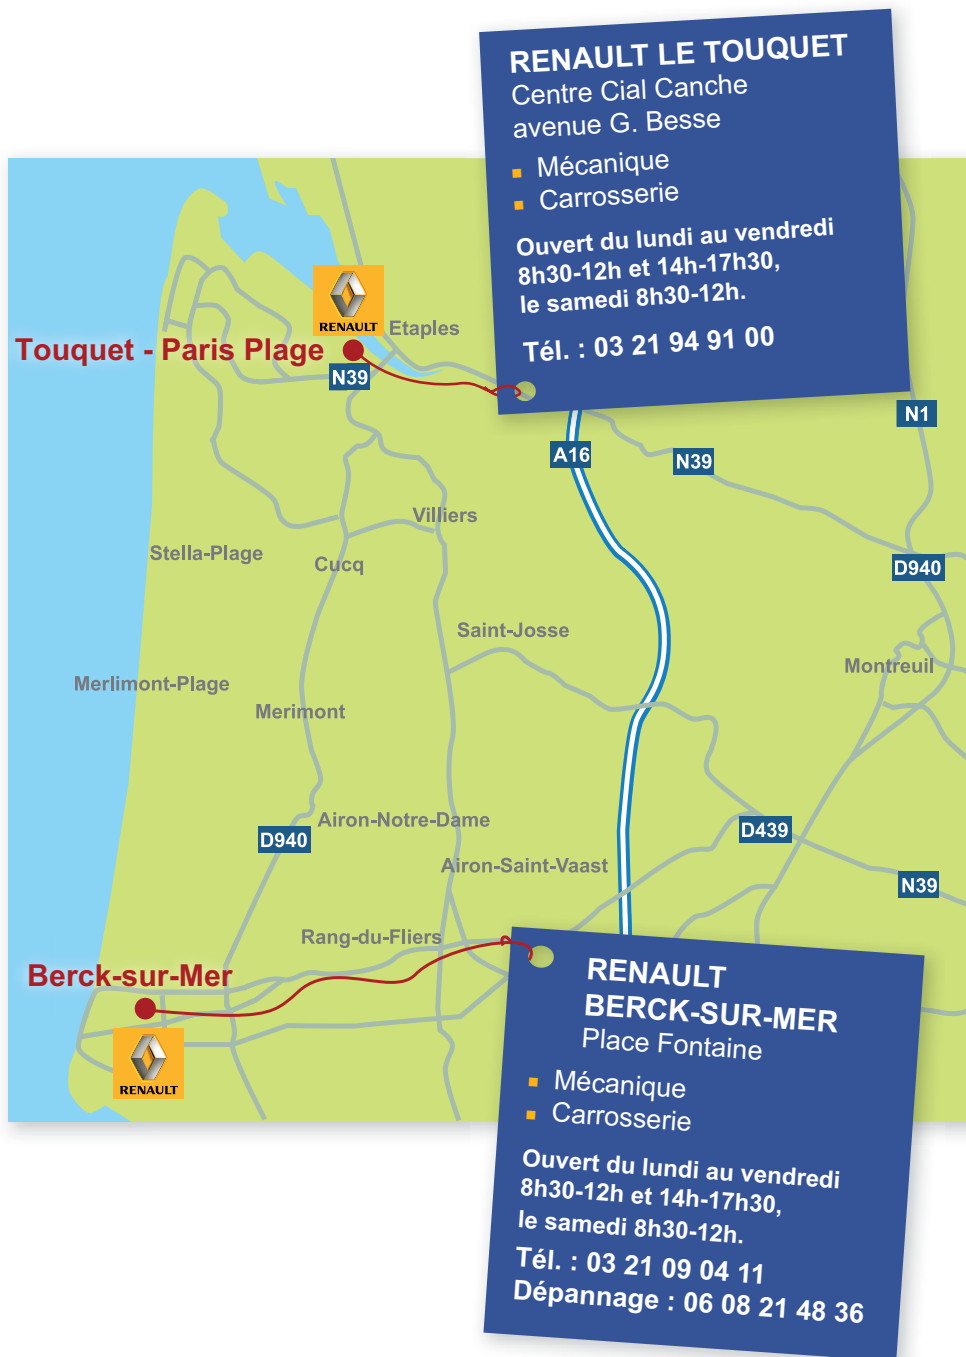 RENAULT LE TOUQUET
Centre Cial Canche
avenue G. Besse
▪ Mécanique
▪ Carrosserie
Ouvert du lundi au vendredi
8h30-12h et 14h-17h30,
le samedi 8h30-12h.
Tél. : 03 21 94 91 00
RENAULT
Etaples
Touquet - Paris Plage
N39
N1
A16
N39
Villiers
Stella-Plage
Cucq
D940
Saint-Josse
Montreuil
Merlimont-Plage
Merimont
Airon-Notre-Dame
D940
D439
Airon-Saint-Vaast
N39
Rang-du-Fliers
Berck-sur-Mer
RENAULT
RENAULT
BERCK-SUR-MER
Place Fontaine
▪ Mécanique
▪ Carrosserie
Ouvert du lundi au vendredi
8h30-12h et 14h-17h30,
le samedi 8h30-12h.
Tél. : 03 21 09 04 11
Dépannage : 06 08 21 48 36